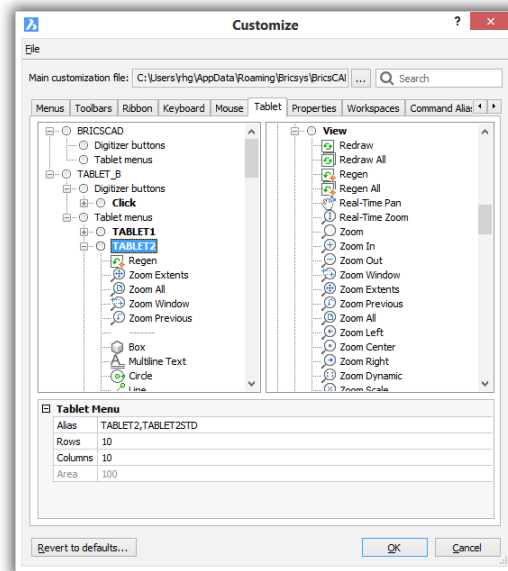 Customize
?
×
File
Main customization file: C:\Users\rhg\AppData\Roaming\Bricsys\BricsCAI ... Search
Menus Toolbars Ribbon Keyboard Mouse Tablet Properties Workspaces Command Alia
BRICSCAD
Digitizer buttons
Tablet menus
TABLET_B
Digitizer buttons
Click
Tablet menus
TABLET1
TABLET2
Regen
Zoom Extents
Zoom All
Zoom Window
Zoom Previous
--------
Box
Multiline Text
Circle
Line
View
Redraw
Redraw All
Regen
Regen All
Real-Time Pan
Real-Time Zoom
Zoom
Zoom In
Zoom Out
Zoom Window
Zoom Extents
Zoom Previous
Zoom All
Zoom Left
Zoom Center
Zoom Right
Zoom Dynamic
Zoom Scale
Tablet Menu
Alias TABLET2,TABLET2STD
Rows 10
Columns 10
Area 100
Revert to defaults... OK Cancel